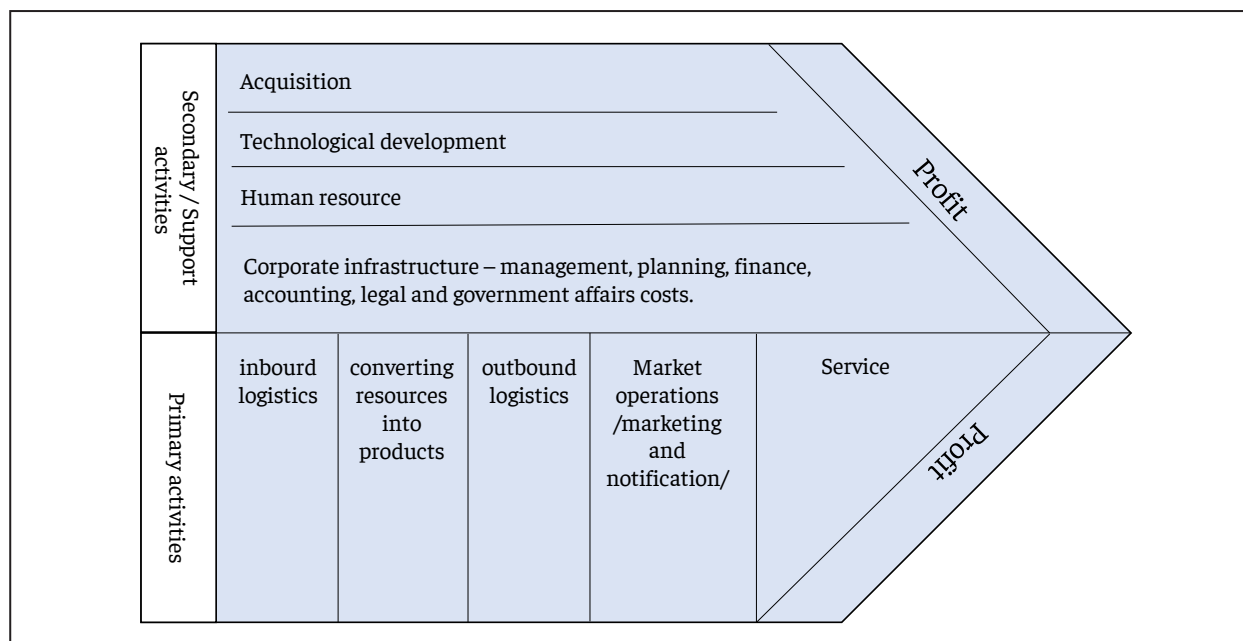 Secondary / Support
activities
Acquisition
Technological development
Human resource
Corporate infrastructure – management, planning, finance,
accounting, legal and government affairs costs.
Profit
Primary activities
inbourd
logistics
converting
resources
into
products
outbound
logistics
Market
operations
/marketing
and
notification/
Service
Profit